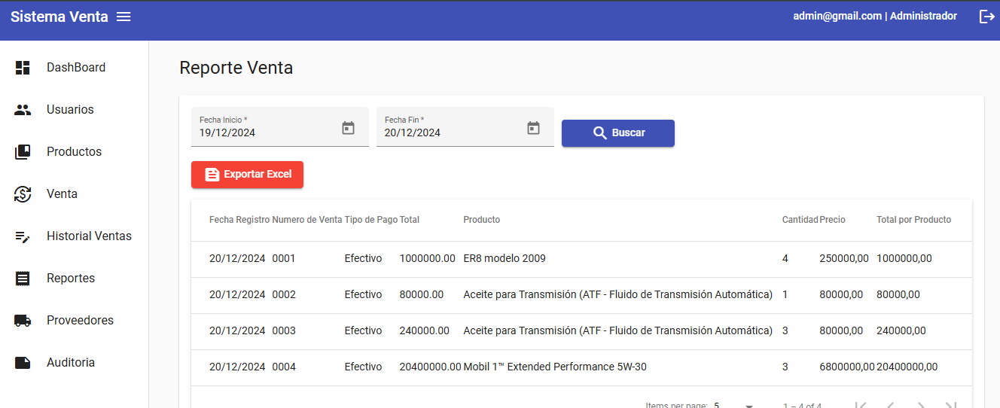 Sistema Venta
admin@gmail.com | Administrador
DashBoard
Usuarios
Productos
Venta
Historial Ventas
Reportes
Proveedores
Auditoria
Reporte Venta
Fecha Inicio *
19/12/2024
Fecha Fin *
20/12/2024
Buscar
Exportar Excel
Fecha Registro Numero de Venta Tipo de Pago Total Producto Cantidad Precio Total por Producto
20/12/2024 0001 Efectivo 1000000.00 ER8 modelo 2009 4 250000,00 1000000,00
20/12/2024 0002 Efectivo 80000.00 Aceite para Transmisión (ATF - Fluido de Transmisión Automática) 1 80000,00 80000,00
20/12/2024 0003 Efectivo 240000.00 Aceite para Transmisión (ATF - Fluido de Transmisión Automática) 3 80000,00 240000,00
20/12/2024 0004 Efectivo 20400000.00 Mobil 1™ Extended Performance 5W-30 3 6800000,00 20400000,00
Items per page: 5 1 – 4 of 4